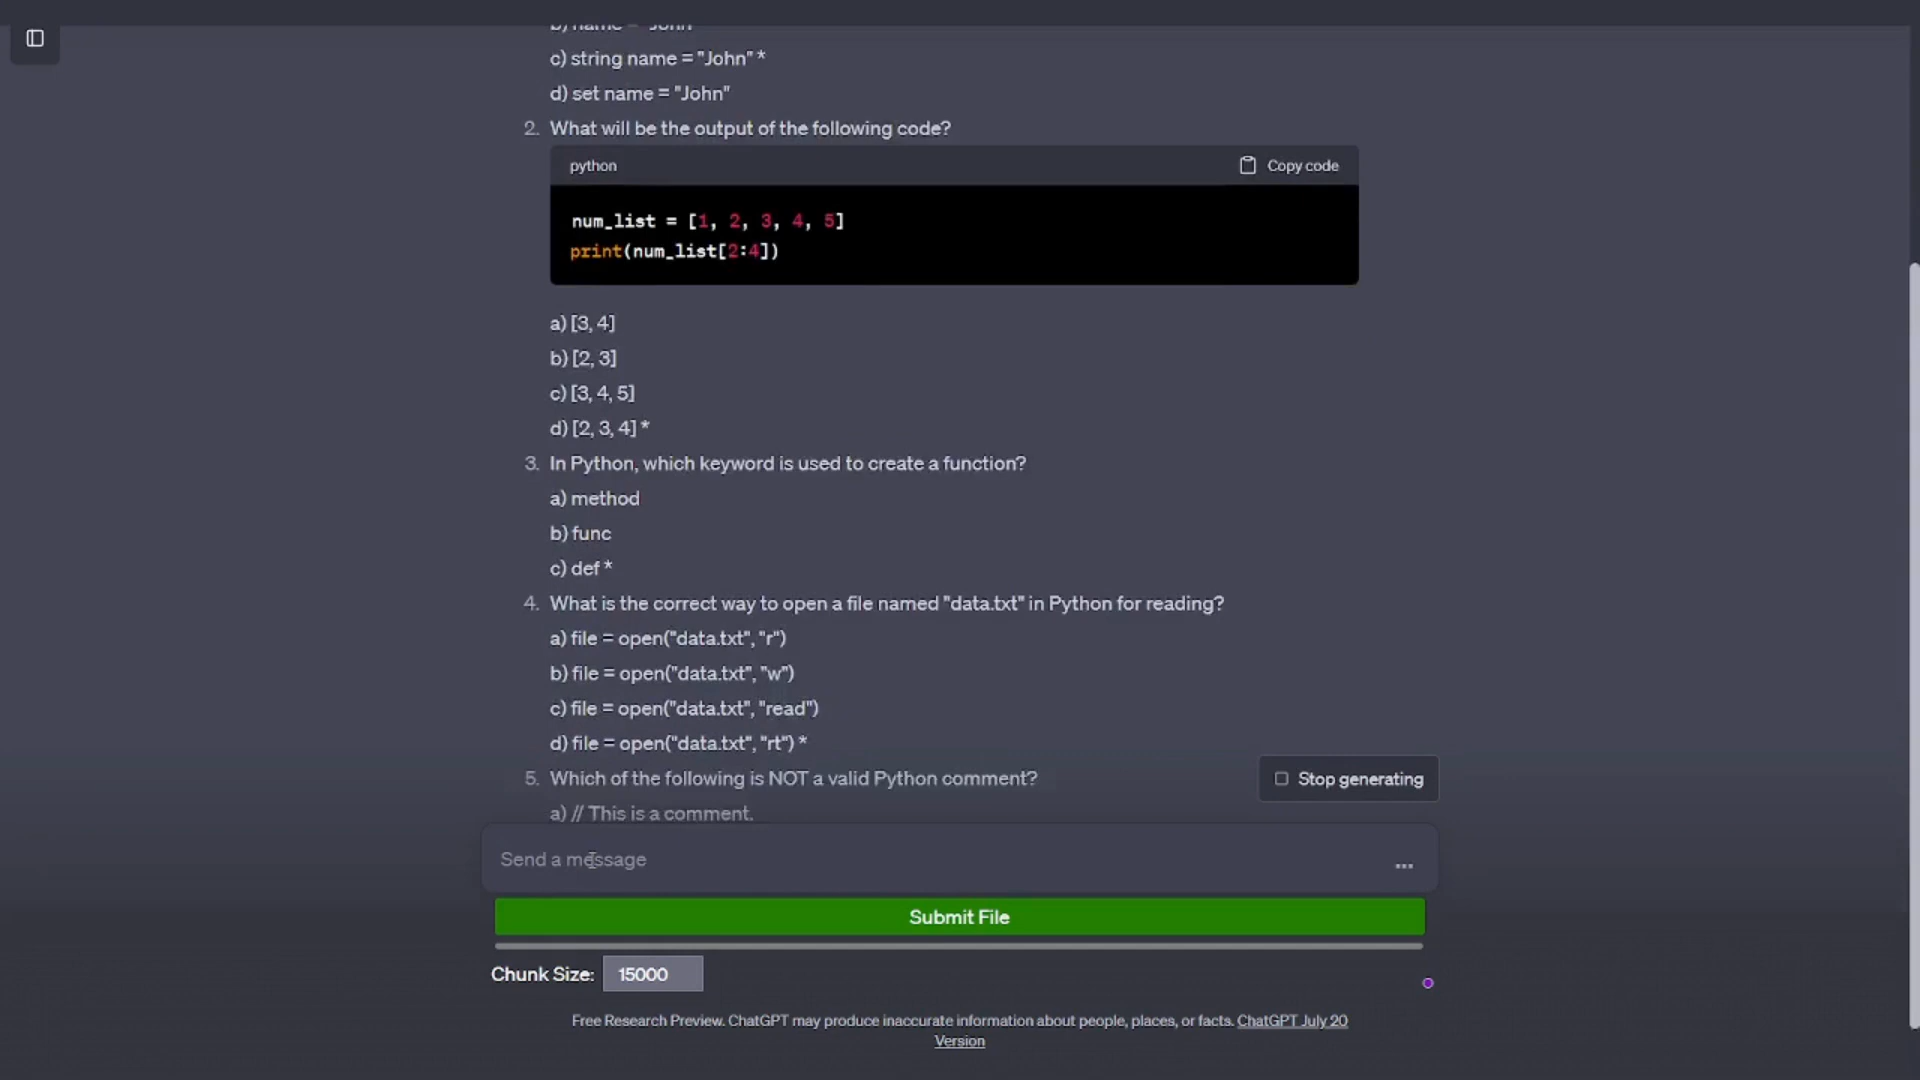 b) name = "John"
c) string name = "John" *
d) set name = "John"
2. What will be the output of the following code?
python
Copy code
num_list = [1, 2, 3, 4, 5]
print(num_list[2:4])
a) [3, 4]
b) [2, 3]
c) [3, 4, 5]
d) [2, 3, 4] *
3. In Python, which keyword is used to create a function?
a) method
b) func
c) def *
4. What is the correct way to open a file named "data.txt" in Python for reading?
a) file = open("data.txt", "r")
b) file = open("data.txt", "w")
c) file = open("data.txt", "read")
d) file = open("data.txt", "rt") *
5. Which of the following is NOT a valid Python comment?
Stop generating
a) // This is a comment.
Send a message
Submit File
Chunk Size: 15000
Free Research Preview. ChatGPT may produce inaccurate information about people, places, or facts. ChatGPT July 20
Version